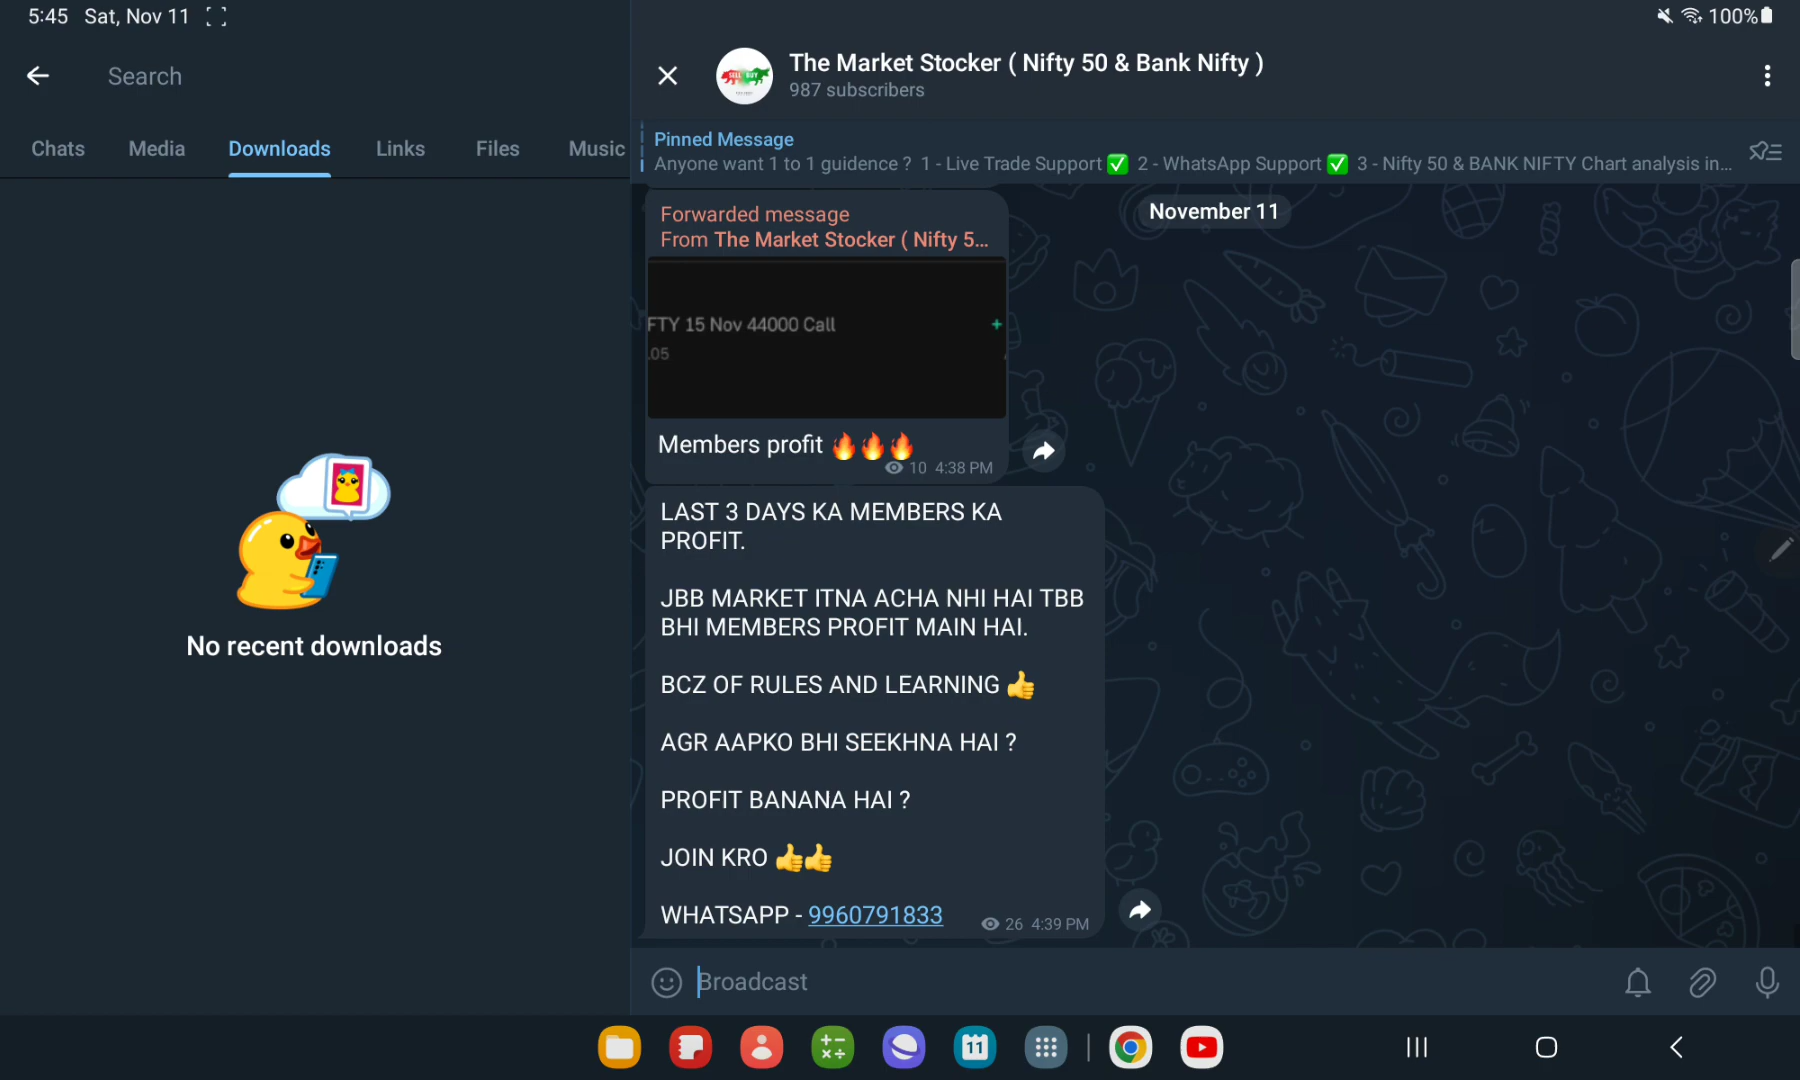 5:45 Sat, Nov 11
100%
Search
Chats Media Downloads Links Files Music
No recent downloads
The Market Stocker ( Nifty 50 & Bank Nifty )
987 subscribers
Pinned Message
Anyone want 1 to 1 guidence ? 1 - Live Trade Support ✅ 2 - WhatsApp Support ✅ 3 - Nifty 50 & BANK NIFTY Chart analysis in...
November 11
Forwarded message
From The Market Stocker ( Nifty 5...
FTY 15 Nov 44000 Call +
.05
Members profit 🔥🔥🔥
10 4:38 PM
LAST 3 DAYS KA MEMBERS KA
PROFIT.
JBB MARKET ITNA ACHA NHI HAI TBB
BHI MEMBERS PROFIT MAIN HAI.
BCZ OF RULES AND LEARNING 👍
AGR AAPKO BHI SEEKHNA HAI ?
PROFIT BANANA HAI ?
JOIN KRO 👍👍
WHATSAPP - 9960791833
26 4:39 PM
Broadcast
11